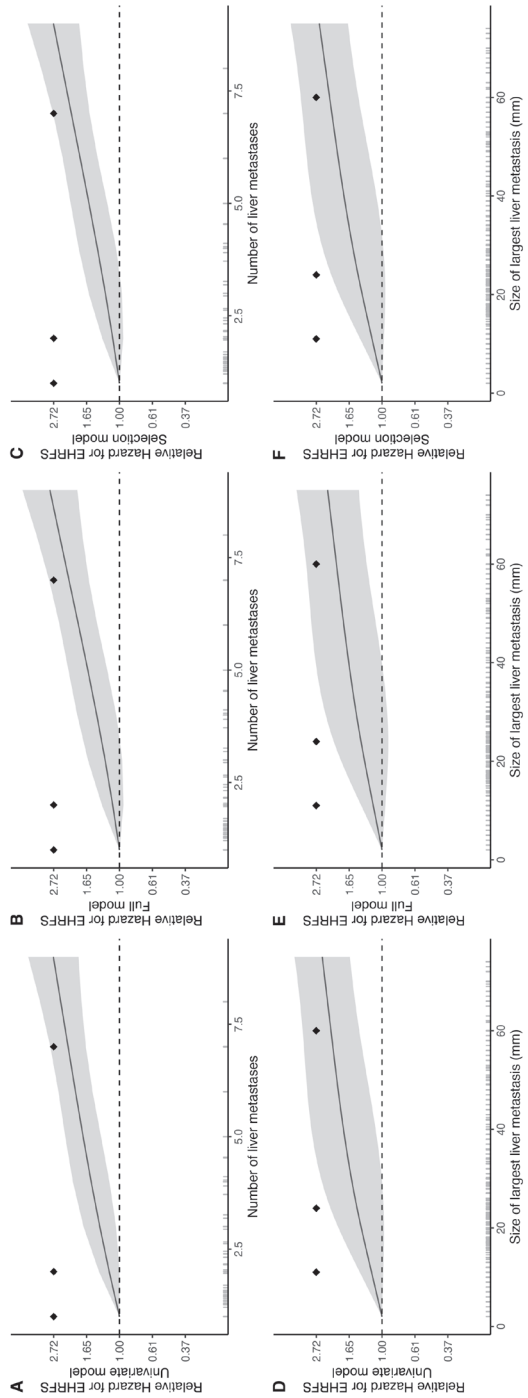 A
Relative Hazard for EHRFS
Univariate model
2.72
1.65
1.00
0.61
0.37
2.5
5.0
7.5
Number of liver metastases
B
Relative Hazard for EHRFS
Full model
2.72
1.65
1.00
0.61
0.37
2.5
5.0
7.5
Number of liver metastases
C
Relative Hazard for EHRFS
Selection model
2.72
1.65
1.00
0.61
0.37
2.5
5.0
7.5
Number of liver metastases
D
Relative Hazard for EHRFS
Univariate model
2.72
1.65
1.00
0.61
0.37
0
20
40
60
Size of largest liver metastasis (mm)
E
Relative Hazard for EHRFS
Full model
2.72
1.65
1.00
0.61
0.37
0
20
40
60
Size of largest liver metastasis (mm)
F
Relative Hazard for EHRFS
Selection model
2.72
1.65
1.00
0.61
0.37
0
20
40
60
Size of largest liver metastasis (mm)